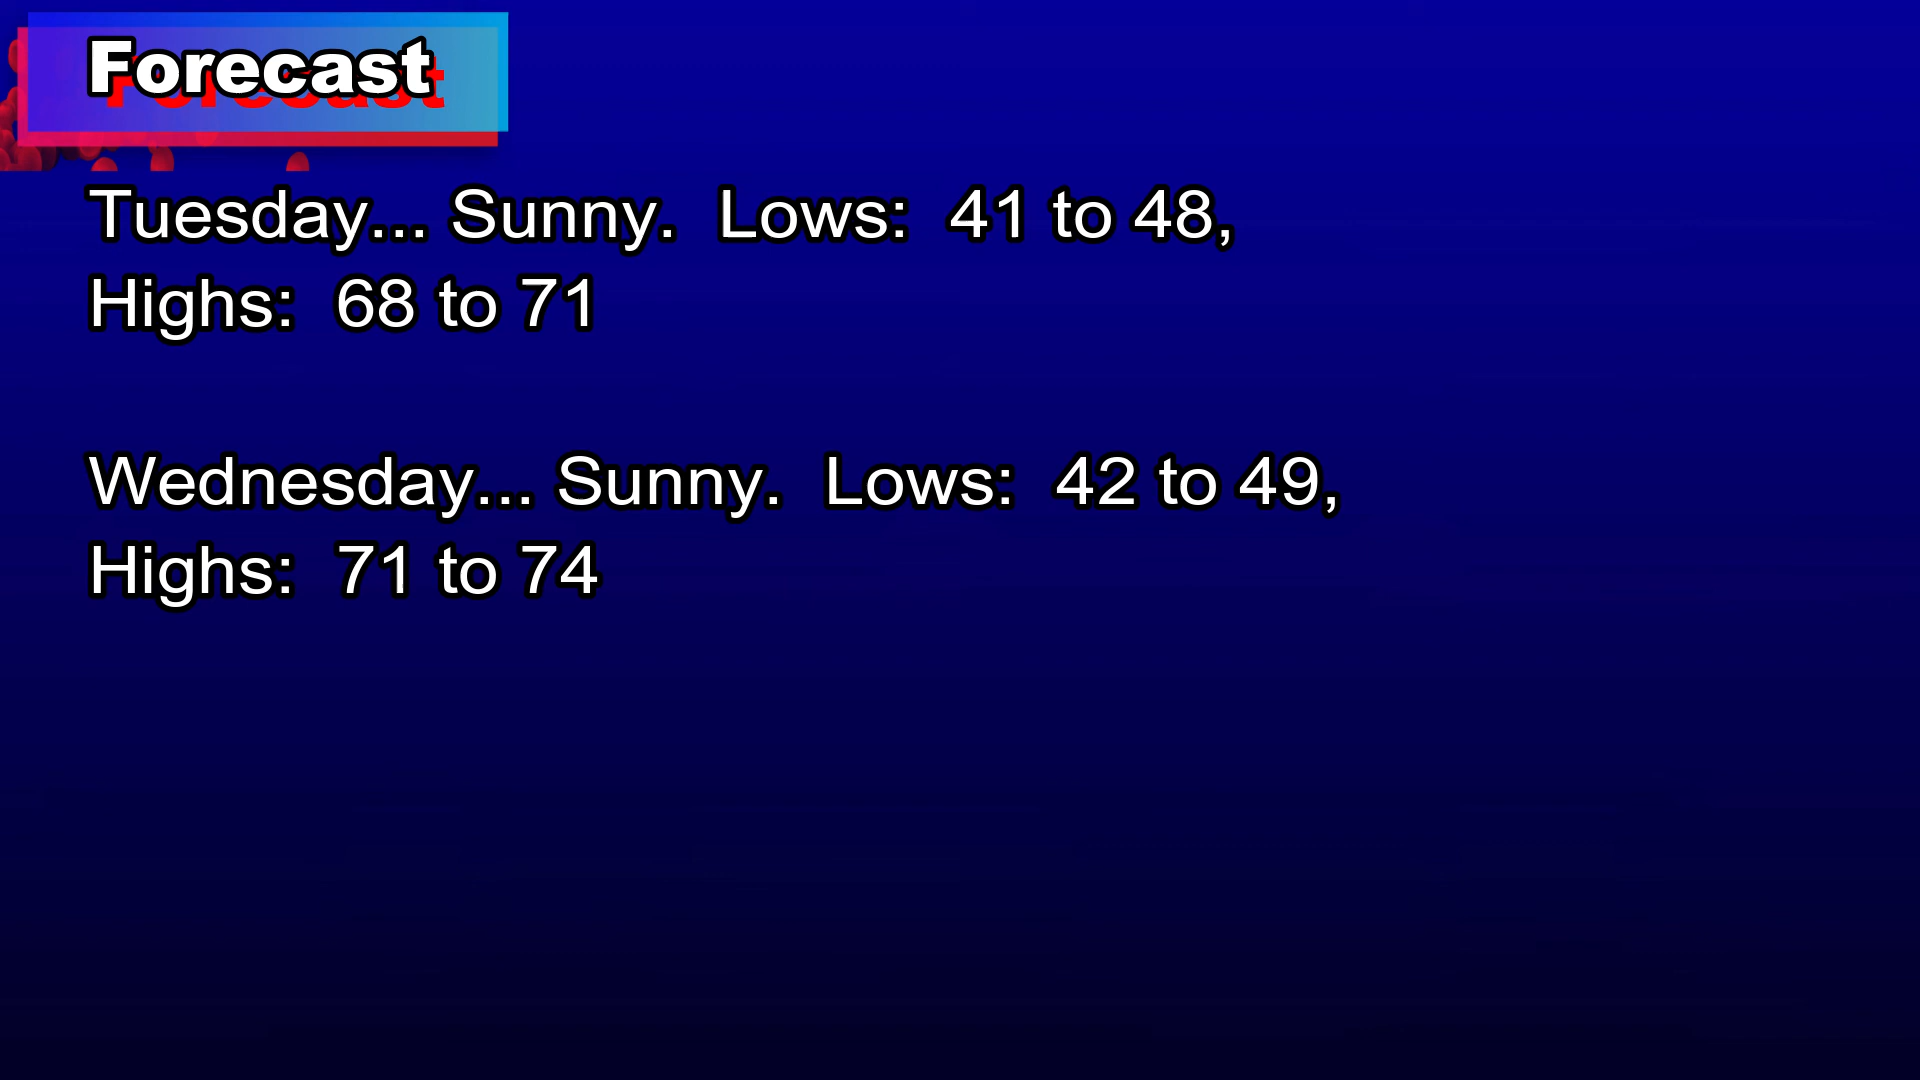 Forecast
Tuesday... Sunny.  Lows:  41 to 48,
Highs:  68 to 71
Wednesday... Sunny.  Lows:  42 to 49,
Highs:  71 to 74